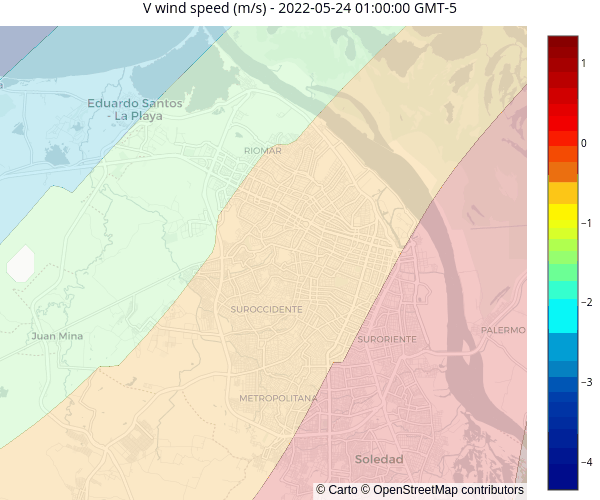 V wind speed (m/s) - 2022-05-24 01:00:00 GMT-5
Eduardo Santos
- La Playa
RIOMAR
SUROCCIDENTE
Juan Mina
SURORIENTE
PALERMO
METROPOLITANA
Soledad
© Carto © OpenStreetMap contributors
1
0
−1
−2
−3
−4